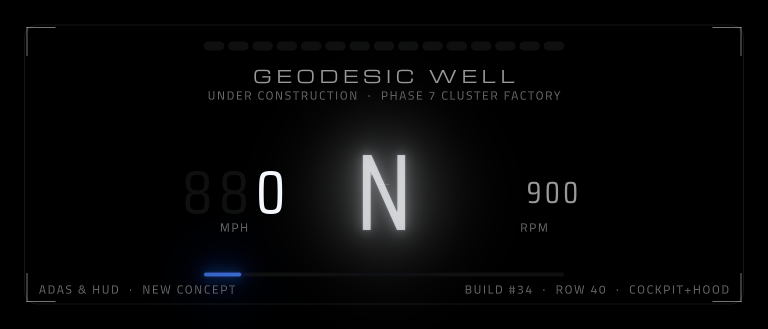 GEODESIC WELL
UNDER CONSTRUCTION · PHASE 7 CLUSTER FACTORY
0
MPH
N
900
RPM
ADAS & HUD · NEW CONCEPT
BUILD #34 · ROW 40 · COCKPIT+HOOD